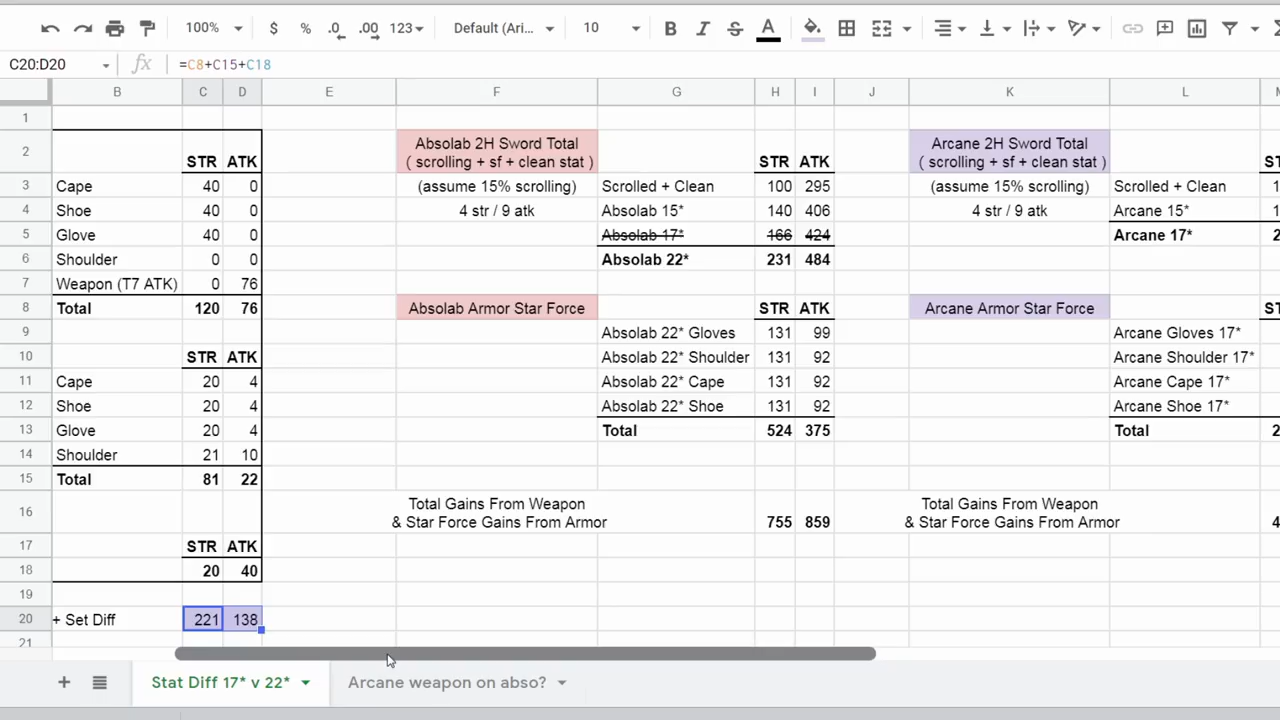 100% $ % .0 .00 123 Default (Ari... 10 B I S A
C20:D20 fx =C8+C15+C18
B C D E F G H I J K L
1
2 STR ATK Absolab 2H Sword Total ( scrolling + sf + clean stat ) STR ATK Arcane 2H Sword Total ( scrolling + sf + clean stat )
3 Cape 40 0 (assume 15% scrolling) Scrolled + Clean 100 295 (assume 15% scrolling) Scrolled + Clean
4 Shoe 40 0 4 str / 9 atk Absolab 15* 140 406 4 str / 9 atk Arcane 15*
5 Glove 40 0 Absolab 17* 166 424 Arcane 17*
6 Shoulder 0 0 Absolab 22* 231 484
7 Weapon (T7 ATK) 0 76
8 Total 120 76 Absolab Armor Star Force STR ATK Arcane Armor Star Force
9 Absolab 22* Gloves 131 99 Arcane Gloves 17*
10 STR ATK Absolab 22* Shoulder 131 92 Arcane Shoulder 17*
11 Cape 20 4 Absolab 22* Cape 131 92 Arcane Cape 17*
12 Shoe 20 4 Absolab 22* Shoe 131 92 Arcane Shoe 17*
13 Glove 20 4 Total 524 375 Total
14 Shoulder 21 10
15 Total 81 22
16 Total Gains From Weapon & Star Force Gains From Armor 755 859 Total Gains From Weapon & Star Force Gains From Armor
17 STR ATK
18 20 40
19
20 + Set Diff 221 138
21
+ Stat Diff 17* v 22* Arcane weapon on abso?